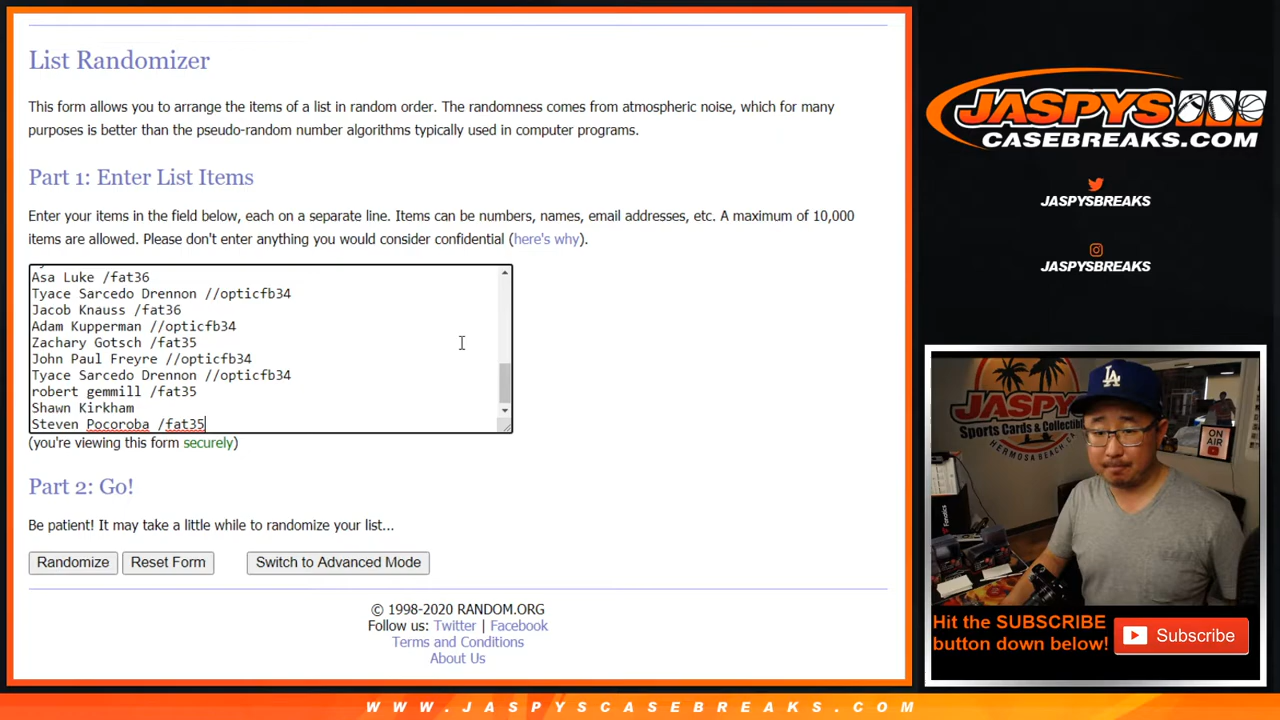 List Randomizer
This form allows you to arrange the items of a list in random order. The randomness comes from atmospheric noise, which for many
purposes is better than the pseudo-random number algorithms typically used in computer programs.
Part 1: Enter List Items
Enter your items in the field below, each on a separate line. Items can be numbers, names, email addresses, etc. A maximum of 10,000
items are allowed. Please don't enter anything you would consider confidential (here's why).
Asa Luke /fat36
Tyace Sarcedo Drennon //opticfb34
Jacob Knauss /fat36
Adam Kupperman //opticfb34
Zachary Gotsch /fat35
John Paul Freyre //opticfb34
Tyace Sarcedo Drennon //opticfb34
robert gemmill /fat35
Shawn Kirkham
Steven Pocoroba /fat35
(you're viewing this form securely)
Part 2: Go!
Be patient! It may take a little while to randomize your list...
Randomize
Reset Form
Switch to Advanced Mode
© 1998-2020 RANDOM.ORG
Follow us: Twitter | Facebook
Terms and Conditions
About Us
JASPYS
CASEBREAKS.COM
JASPYSBREAKS
JASPYSBREAKS
JASPY'S
Sports Cards & Collectibles
HERMOSA BEACH, CA
LA
ON AIR
Fanatics
Hit the SUBSCRIBE
button down below!
Subscribe
WWW.JASPYSCASEBREAKS.COM